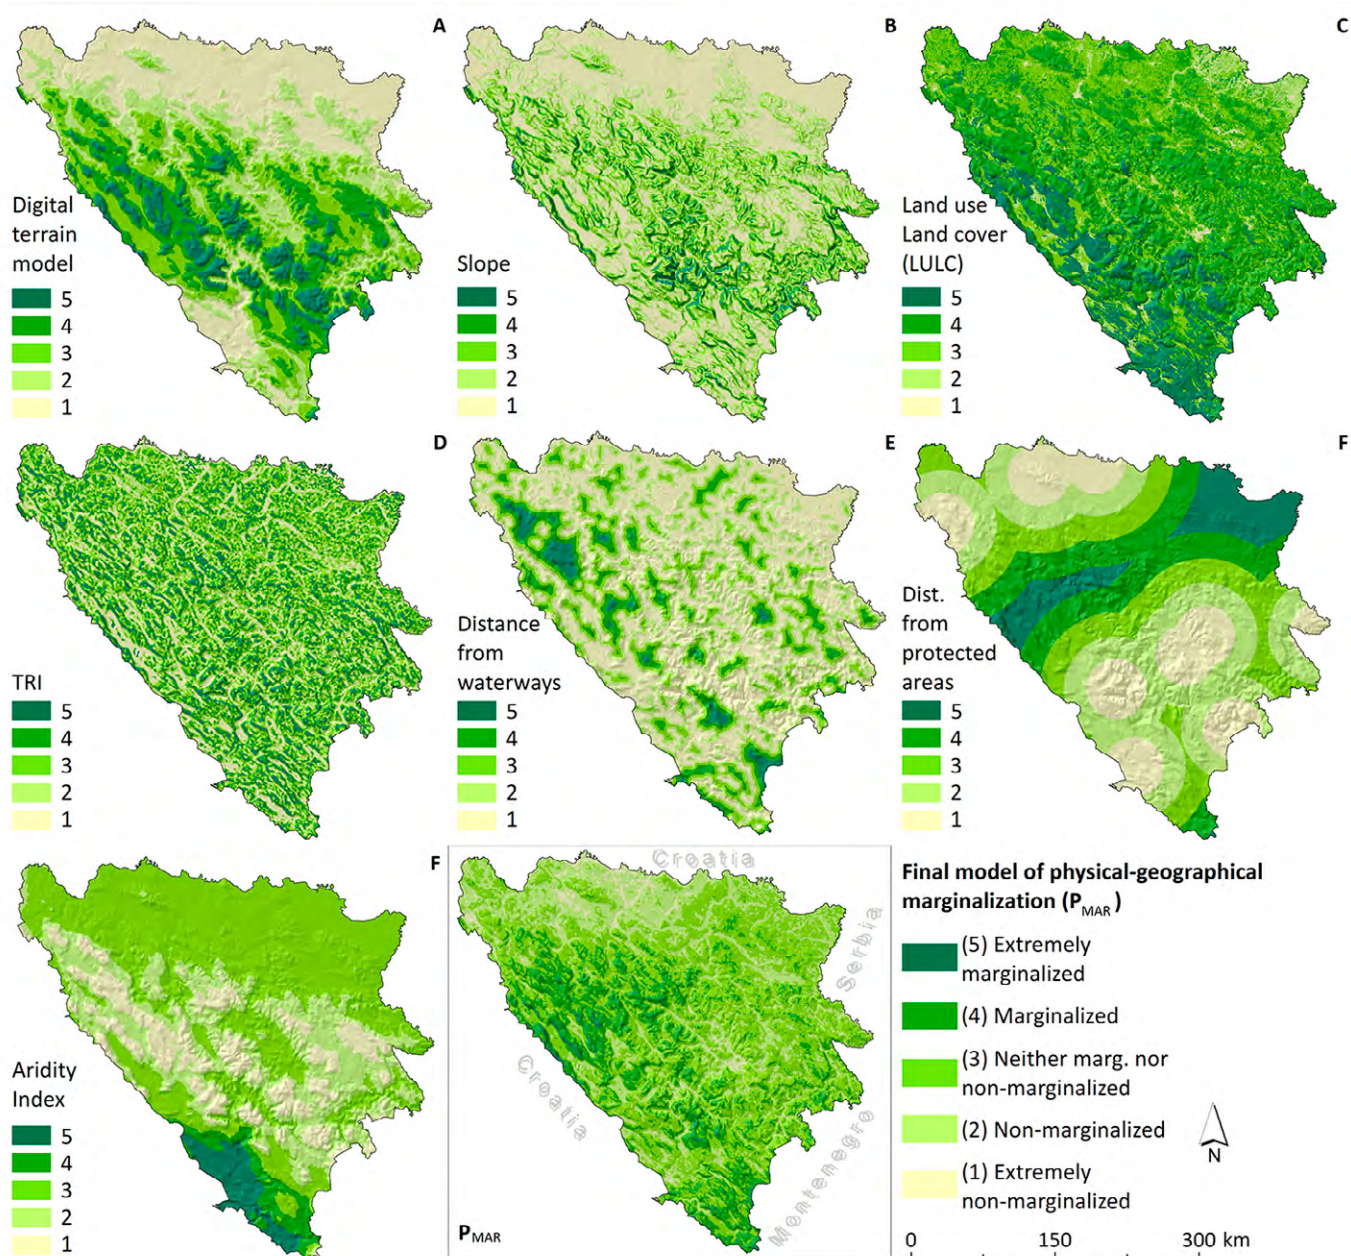 A
Digital
terrain
model
5
4
3
2
1
B
Slope
5
4
3
2
1
C
Land use
Land cover
(LULC)
5
4
3
2
1
D
TRI
5
4
3
2
1
E
Distance
from
waterways
5
4
3
2
1
F
Dist.
from
protected
areas
5
4
3
2
1
F
Aridity
Index
5
4
3
2
1
Croatia
Serbia
Croatia
Montenegro
PMAR
Final model of physical-geographical
marginalization (PMAR)
(5) Extremely
marginalized
(4) Marginalized
(3) Neither marg. nor
non-marginalized
(2) Non-marginalized
(1) Extremely
non-marginalized
N
0 150 300 km